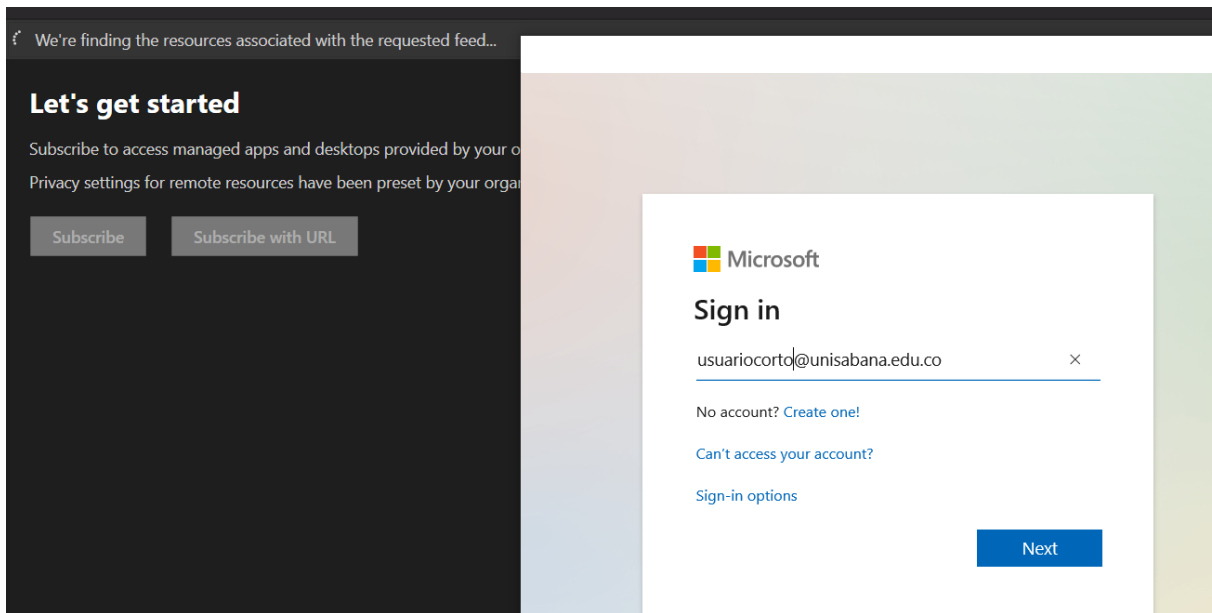 We're finding the resources associated with the requested feed...
Let's get started
Subscribe to access managed apps and desktops provided by your o
Privacy settings for remote resources have been preset by your orga
Subscribe
Subscribe with URL
Microsoft
Sign in
usuariocorto@unisabana.edu.co
No account? Create one!
Can't access your account?
Sign-in options
Next